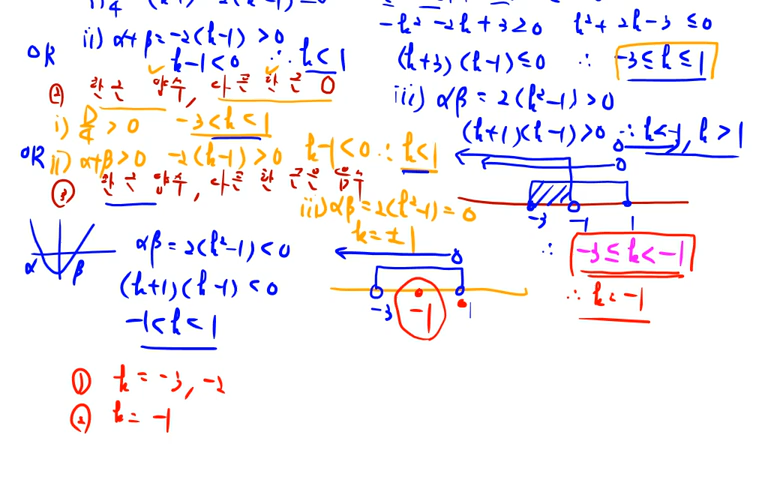 -k² -2k+3≥0 k²+2k-3≤0
ii) α+β=-2(k-1)>0
OR k-1<0 ∴ k<1
(k+3)(k-1)≤0 ∴ -3≤k≤1
② 한 근 양수, 다른 한 근 0
iii) αβ=2(k²-1)>0
i) D/4>0 -3<k<1
(k+1)(k-1)>0 ∴ k<-1, k>1
OR ii) α+β>0 -2(k-1)>0 k-1<0 ∴ k<1
③ 한 근 양수, 다른 한 근은 음수
iii) αβ=2(k²-1)=0
k=±1
-3 -1 1
α β
αβ=2(k²-1)<0
(k+1)(k-1)<0
-1<k<1
∴ -3≤k<-1
-3 -1 1
∴ k=-1
① k=-3, -2
② k=-1